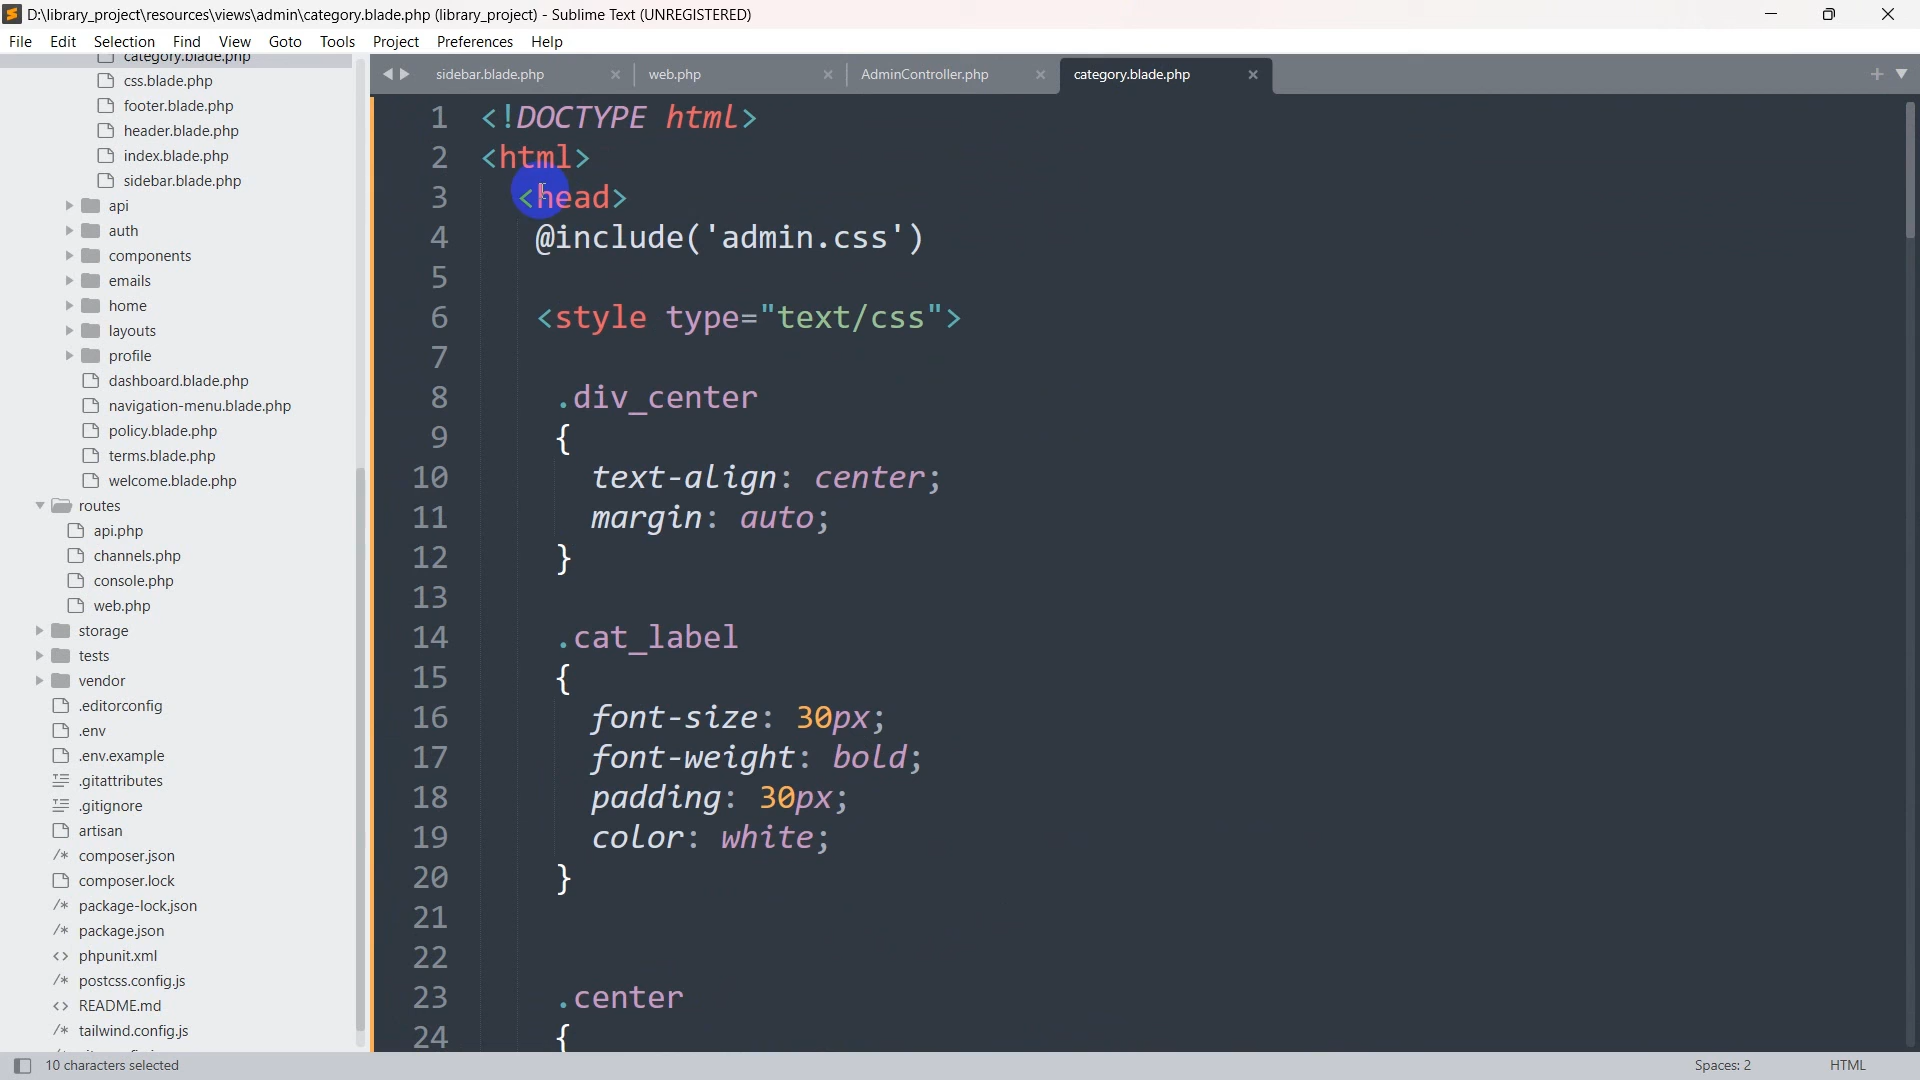 D:\library_project\resources\views\admin\category.blade.php (library_project) - Sublime Text (UNREGISTERED)
File Edit Selection Find View Goto Tools Project Preferences Help
category.blade.php
css.blade.php
footer.blade.php
header.blade.php
index.blade.php
sidebar.blade.php
api
auth
components
emails
home
layouts
profile
dashboard.blade.php
navigation-menu.blade.php
policy.blade.php
terms.blade.php
welcome.blade.php
routes
api.php
channels.php
console.php
web.php
storage
tests
vendor
.editorconfig
.env
.env.example
.gitattributes
.gitignore
artisan
/* composer.json
composer.lock
/* package-lock.json
/* package.json
<> phpunit.xml
/* postcss.config.js
<> README.md
/* tailwind.config.js
sidebar.blade.php × web.php × AdminController.php × category.blade.php ×
1 <!DOCTYPE html>
2 <html>
3 <head>
4 @include('admin.css')
5
6 <style type="text/css">
7
8 .div_center
9 {
10 text-align: center;
11 margin: auto;
12 }
13
14 .cat_label
15 {
16 font-size: 30px;
17 font-weight: bold;
18 padding: 30px;
19 color: white;
20 }
21
22
23 .center
24 {
10 characters selected Spaces: 2 HTML